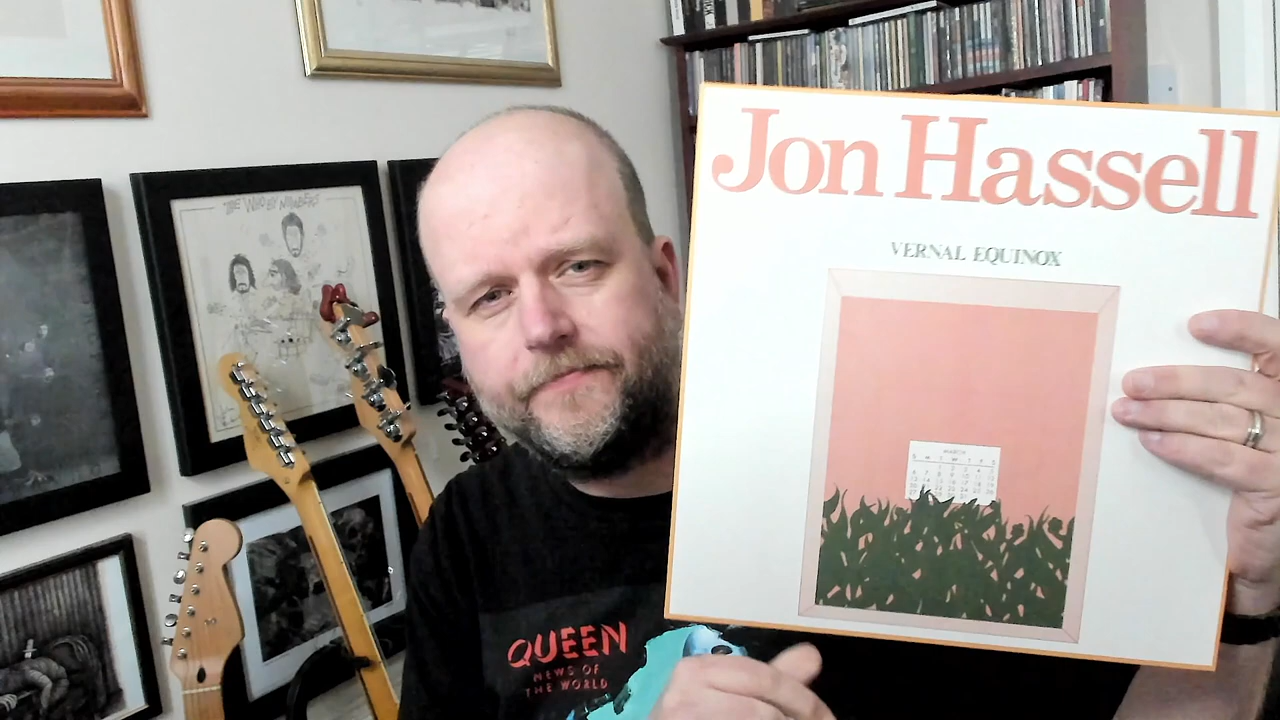 THE WHO BY NUMBERS
Jon Hassell
VERNAL EQUINOX
MARCH
QUEEN
NEWS OF
THE WORLD